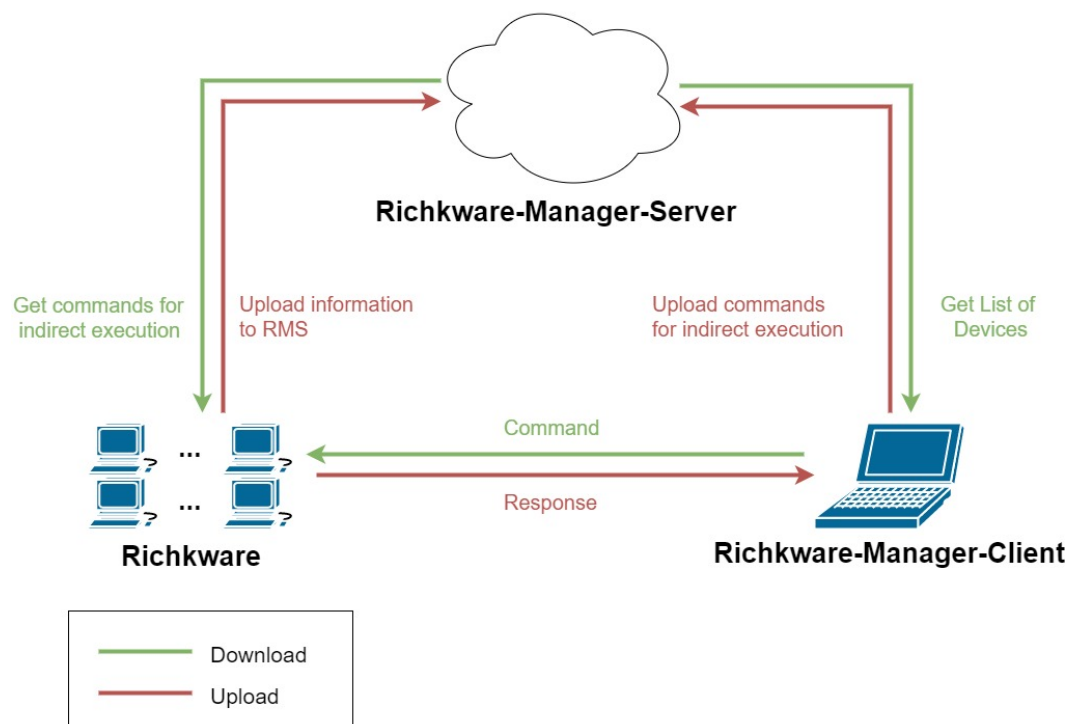 Richkware-Manager-Server
Get commands for
indirect execution
Upload information
to RMS
Upload commands
for indirect execution
Get List of
Devices
Command
...
...
Response
Richkware
Richkware-Manager-Client
Download
Upload